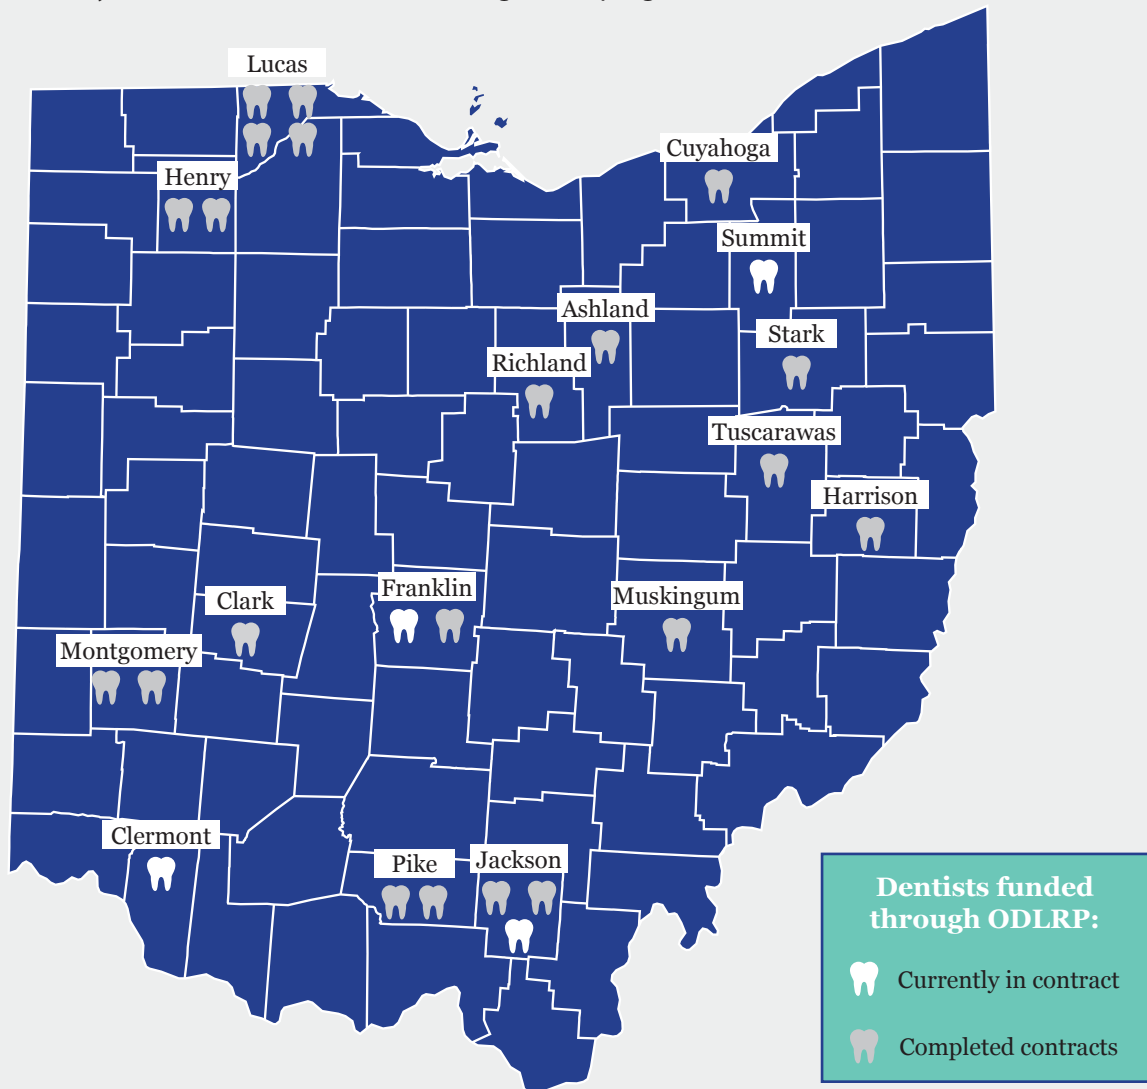 Lucas
Cuyahoga
Henry
Summit
Ashland
Stark
Richland
Tuscarawas
Harrison
Franklin
Muskingum
Clark
Montgomery
Clermont
Pike
Jackson
Dentists funded
through ODLRP:
Currently in contract
Completed contracts